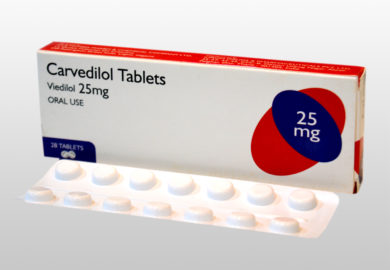 Carvedilol Tablets
Viedilol 25mg
ORAL USE
25
mg
28 TABLETS